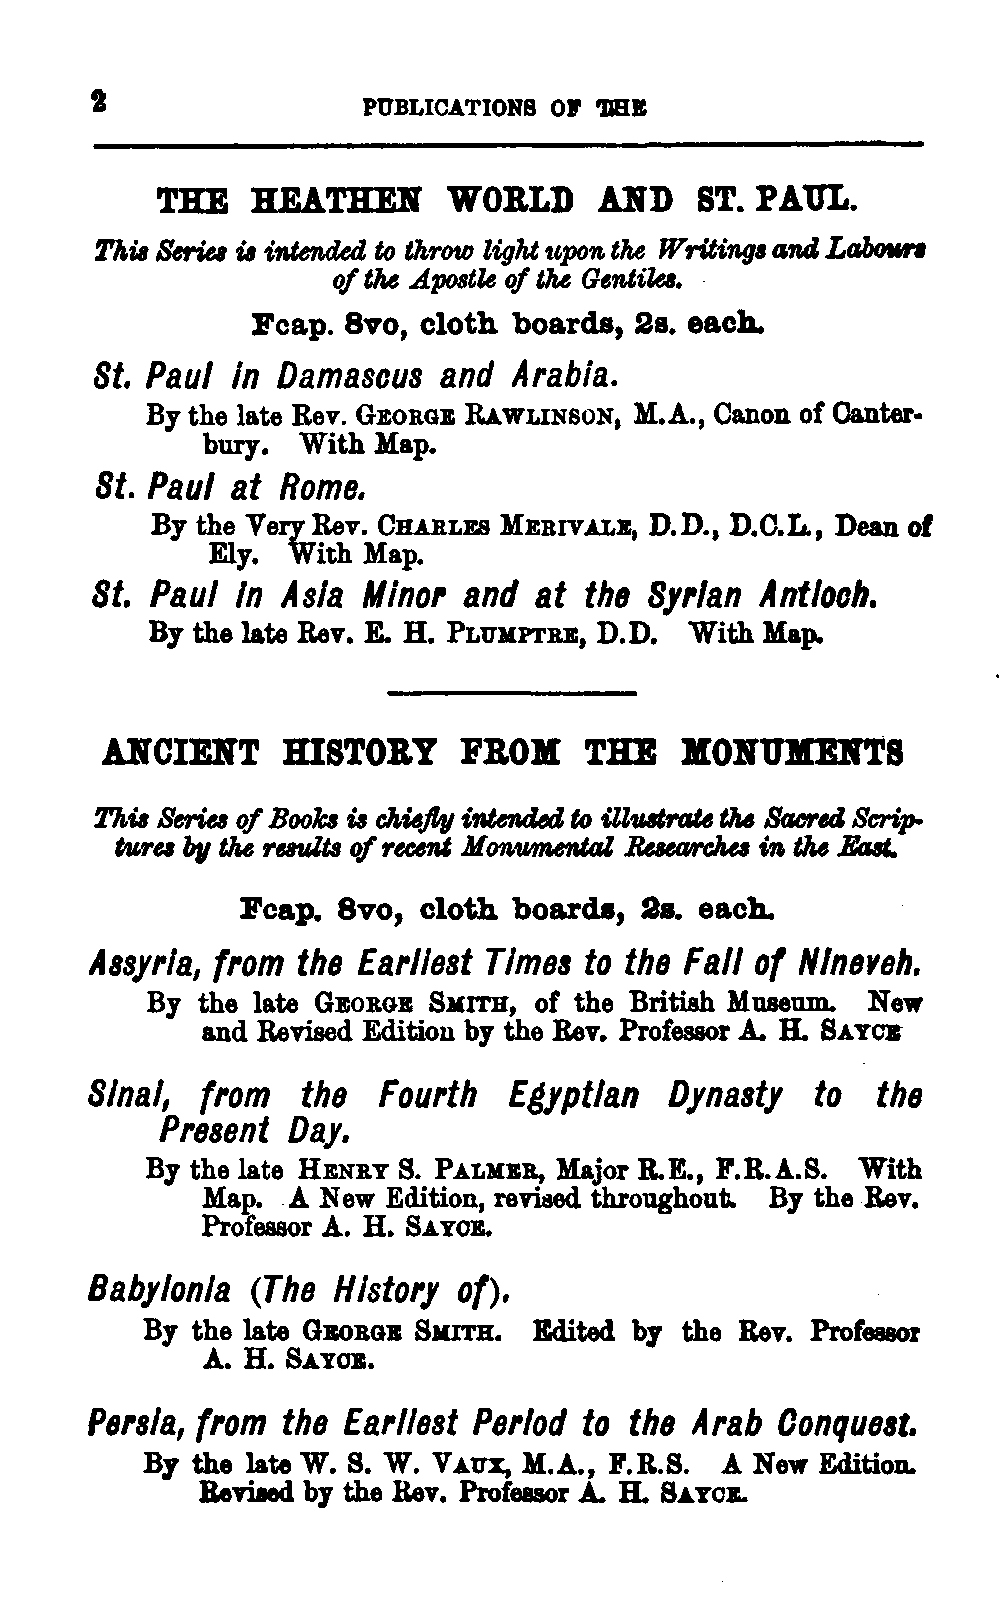 2 PUBLICATIONS OF THE
THE HEATHEN WORLD AND ST. PAUL.
This Series is intended to throw light upon the Writings and Labours
of the Apostle of the Gentiles.
Fcap. 8vo, cloth boards, 2s. each.
St. Paul in Damascus and Arabia.
By the late Rev. GEORGE RAWLINSON, M.A., Canon of Canter-
bury. With Map.
St. Paul at Rome.
By the Very Rev. CHARLES MERIVALE, D.D., D.C.L., Dean of
Ely. With Map.
St. Paul in Asia Minor and at the Syrian Antioch.
By the late Rev. E. H. PLUMPTRE, D.D. With Map.
ANCIENT HISTORY FROM THE MONUMENTS
This Series of Books is chiefly intended to illustrate the Sacred Scrip-
tures by the results of recent Monumental Researches in the East.
Fcap. 8vo, cloth boards, 2s. each.
Assyria, from the Earliest Times to the Fall of Nineveh.
By the late GEORGE SMITH, of the British Museum. New
and Revised Edition by the Rev. Professor A. H. SAYCE
Sinai, from the Fourth Egyptian Dynasty to the
Present Day.
By the late HENRY S. PALMER, Major R.E., F.R.A.S. With
Map. A New Edition, revised throughout. By the Rev.
Professor A. H. SAYCE.
Babylonia (The History of).
By the late GEORGE SMITH. Edited by the Rev. Professor
A. H. SAYCE.
Persia, from the Earliest Period to the Arab Conquest.
By the late W. S. W. VAUX, M.A., F.R.S. A New Edition.
Revised by the Rev. Professor A. H. SAYCE.